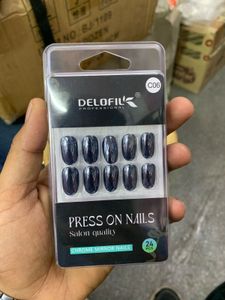 DELOFIL
PROFESSIONAL
C06
PRESS ON NAILS
Salon quality
CHROME MIRROR NAILS
24